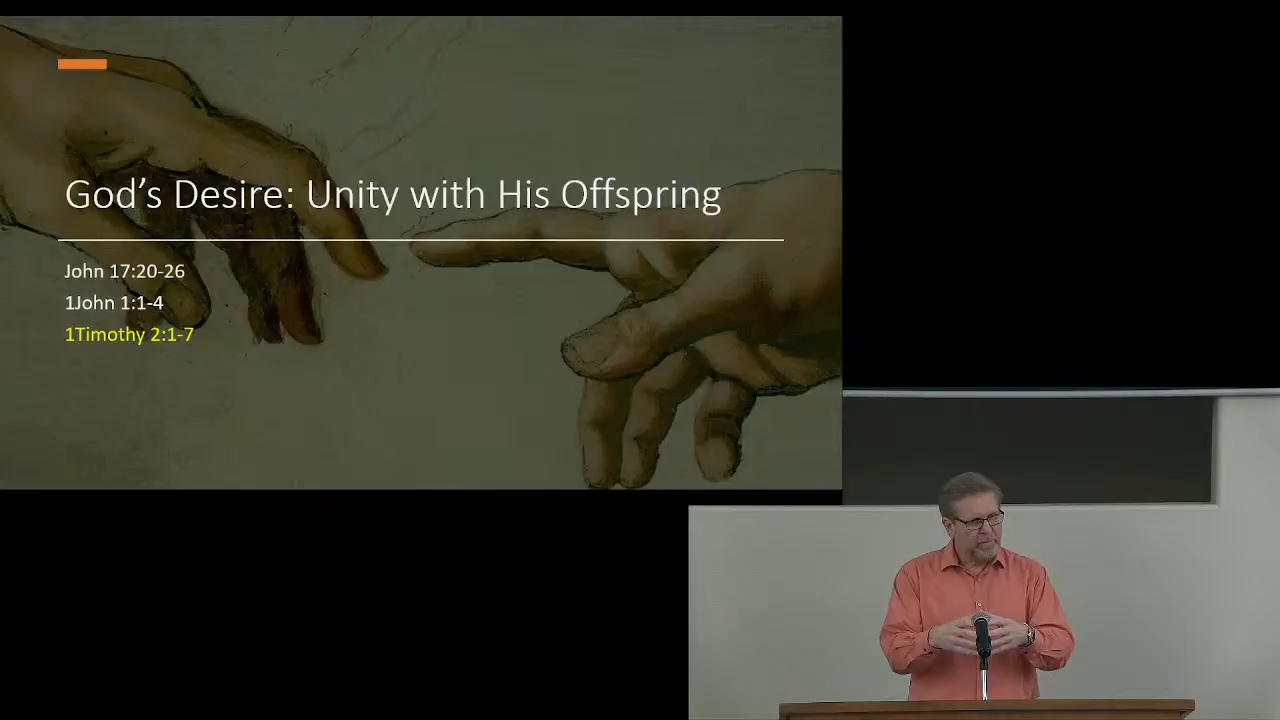 God's Desire: Unity with His Offspring
John 17:20-26
1John 1:1-4
1Timothy 2:1-7